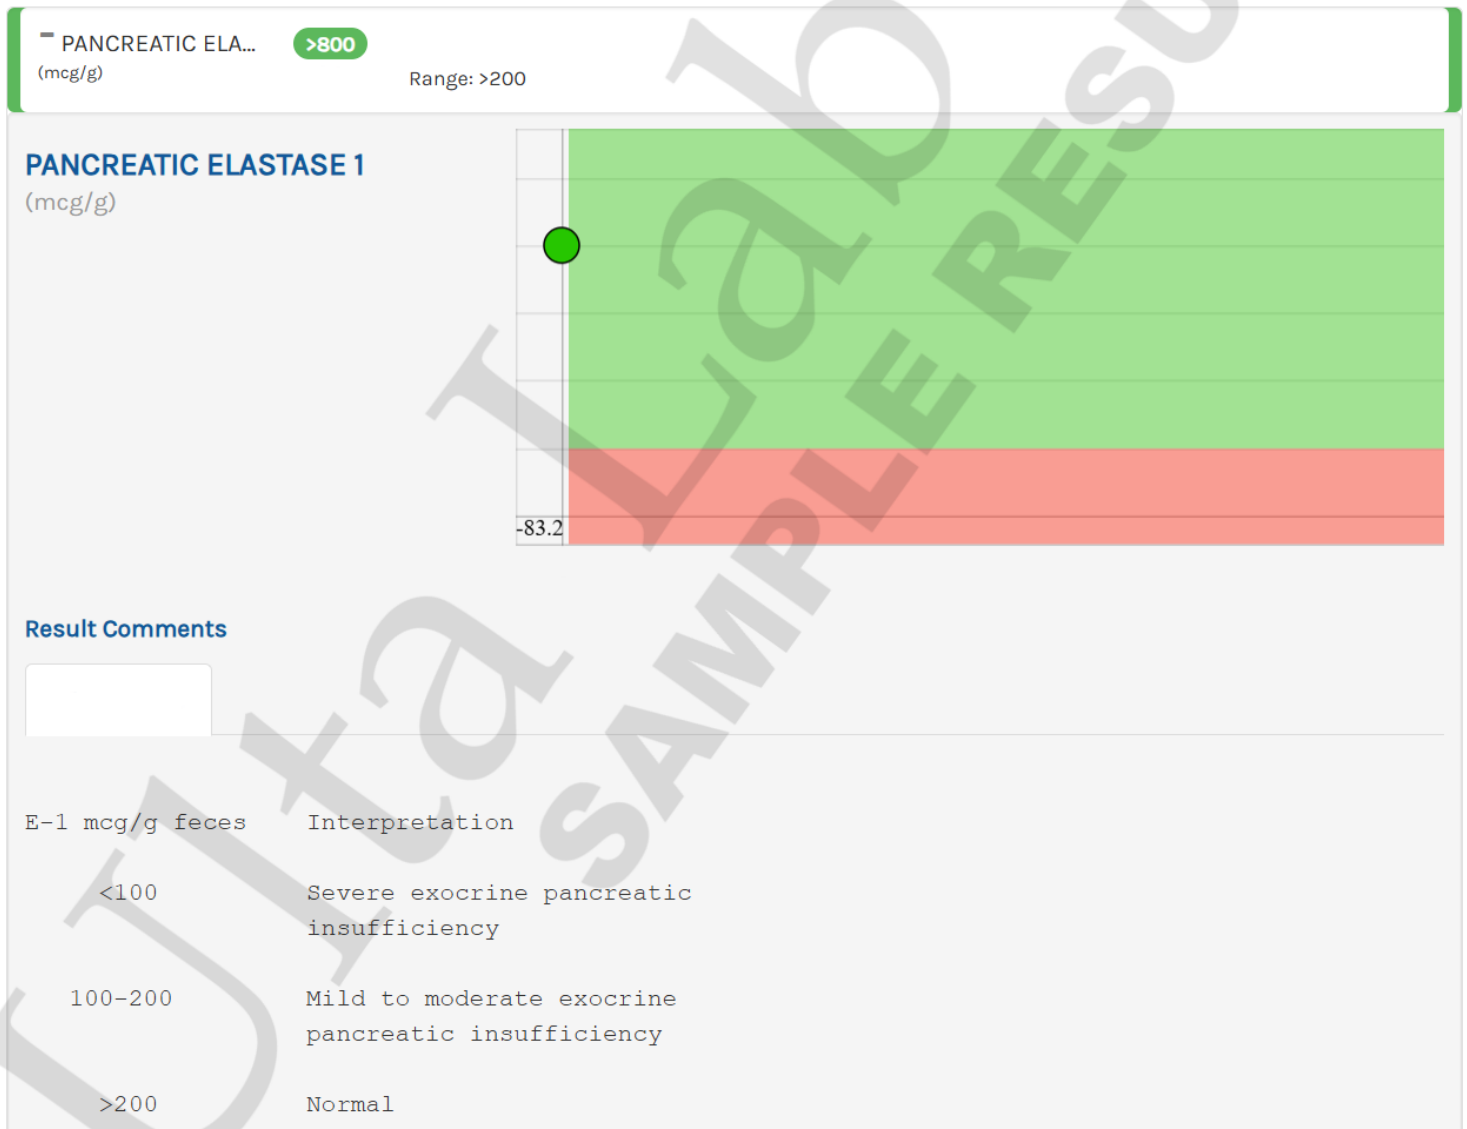 PANCREATIC ELA... >800
(mcg/g)
Range: >200
PANCREATIC ELASTASE 1
(mcg/g)
-83.2
Result Comments
E-1 mcg/g feces Interpretation
<100 Severe exocrine pancreatic
insufficiency
100-200 Mild to moderate exocrine
pancreatic insufficiency
>200 Normal
Ulta Lab
SAMPLE RESU